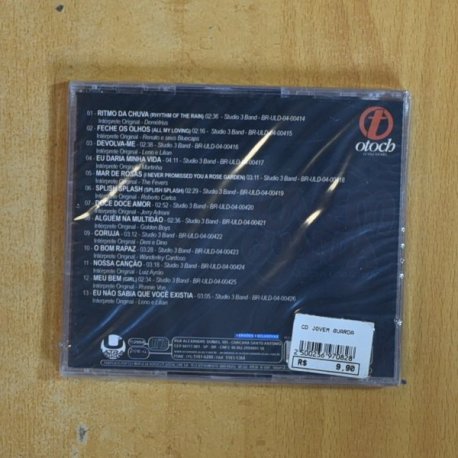 01 - RITMO DA CHUVA (RHYTHM OF THE RAIN) 02:36 - Studio 3 Band - BR-ULD-04-00414
Intérprete Original - Demétrius
02 - FECHE OS OLHOS (ALL MY LOVING) 02:16 - Studio 3 Band - BR-ULD-04-00415
Intérprete Original - Renato e seus Bluecaps
03 - DEVOLVA-ME - 02:38 - Studio 3 Band - BR-ULD-04-00416
Intérprete Original - Leno e Lilian
04 - EU DARIA MINHA VIDA - 04:11 - Studio 3 Band - BR-ULD-04-00417
Intérprete Original - Martinha
05 - MAR DE ROSAS (I NEVER PROMISSED YOU A ROSE GARDEN) 03:11 - Studio 3 Band - BR-ULD-04-00418
Intérprete Original - The Fevers
06 - SPLISH SPLASH (SPLISH SPLASH) 02:29 - Studio 3 Band - BR-ULD-04-00419
Intérprete Original - Roberto Carlos
07 - DOCE DOCE AMOR - 02:52 - Studio 3 Band - BR-ULD-04-00420
Intérprete Original - Jerry Adriani
08 - ALGUÉM NA MULTIDÃO - 02:36 - Studio 3 Band - BR-ULD-04-00421
Intérprete Original - Golden Boys
09 - CORUJA - 03:12 - Studio 3 Band - BR-ULD-04-00422
Intérprete Original - Deni e Dino
10 - O BOM RAPAZ - 03:28 - Studio 3 Band - BR-ULD-04-00423
Intérprete Original - Wanderley Cardoso
11 - NOSSA CANÇÃO - 03:18 - Studio 3 Band - BR-ULD-04-00424
Intérprete Original - Luiz Ayrão
12 - MEU BEM (GIRL) - 02:34 - Studio 3 Band - BR-ULD-04-00425
Intérprete Original - Ronnie Von
13 - EU NÃO SABIA QUE VOCÊ EXISTIA - 03:05 - Studio 3 Band - BR-ULD-04-00426
Intérprete Original - Leno e Lilian
otoch
CD JOVEM GUARDA
2 500256 970828
R$ 9,90